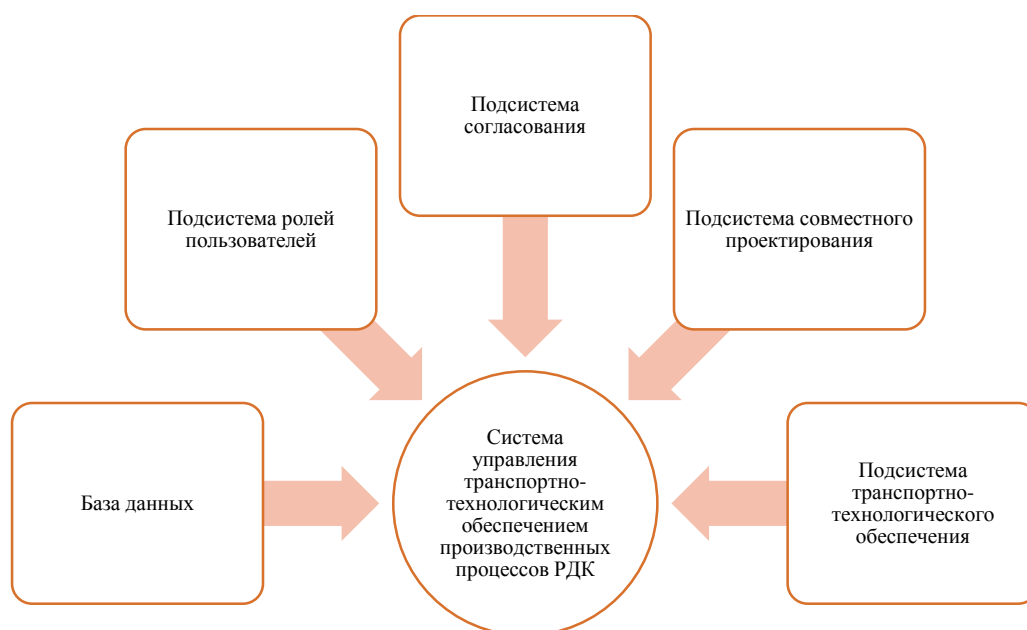 Подсистема
согласования
Подсистема ролей
пользователей
Подсистема совместного
проектирования
База данных
Система
управления
транспортно-
технологическим
обеспечением
производственных
процессов РДК
Подсистема
транспортно-
технологического
обеспечения